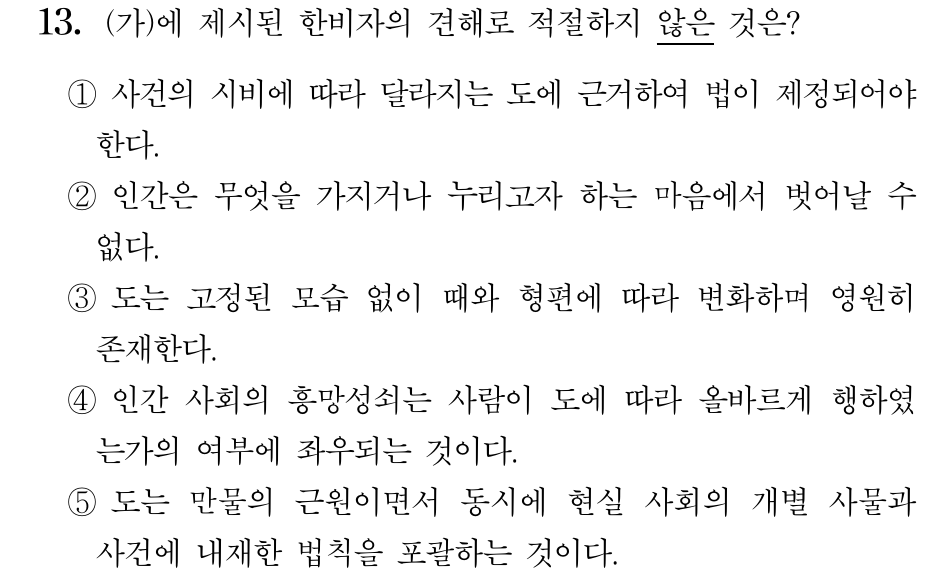 13. (가)에 제시된 한비자의 견해로 적절하지 않은 것은?
① 사건의 시비에 따라 달라지는 도에 근거하여 법이 제정되어야
한다.
② 인간은 무엇을 가지거나 누리고자 하는 마음에서 벗어날 수
없다.
③ 도는 고정된 모습 없이 때와 형편에 따라 변화하며 영원히
존재한다.
④ 인간 사회의 흥망성쇠는 사람이 도에 따라 올바르게 행하였
는가의 여부에 좌우되는 것이다.
⑤ 도는 만물의 근원이면서 동시에 현실 사회의 개별 사물과
사건에 내재한 법칙을 포괄하는 것이다.